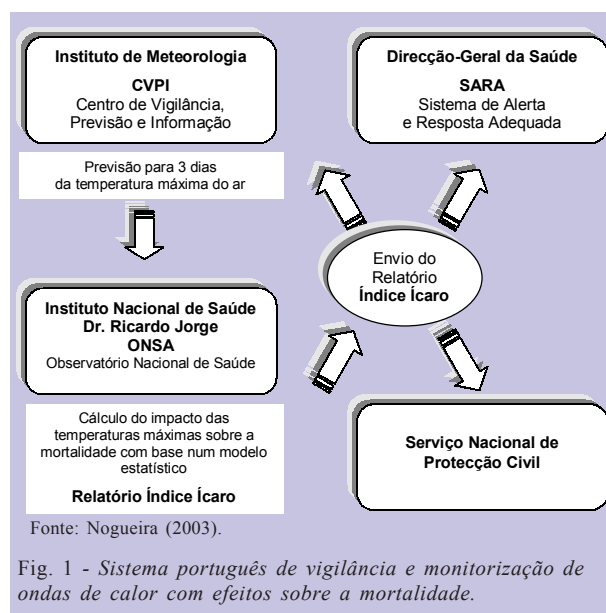 Instituto de Meteorologia
CVPI
Centro de Vigilância,
Previsão e Informação
Direcção-Geral da Saúde
SARA
Sistema de Alerta
e Resposta Adequada
Previsão para 3 dias
da temperatura máxima do ar
Envio do
Relatório
Índice Ícaro
Instituto Nacional de Saúde
Dr. Ricardo Jorge
ONSA
Observatório Nacional de Saúde
Cálculo do impacto das
temperaturas máximas sobre a
mortalidade com base num modelo
estatístico
Relatório Índice Ícaro
Serviço Nacional de
Protecção Civil
Fonte: Nogueira (2003).
Fig. 1 - Sistema português de vigilância e monitorização de
ondas de calor com efeitos sobre a mortalidade.